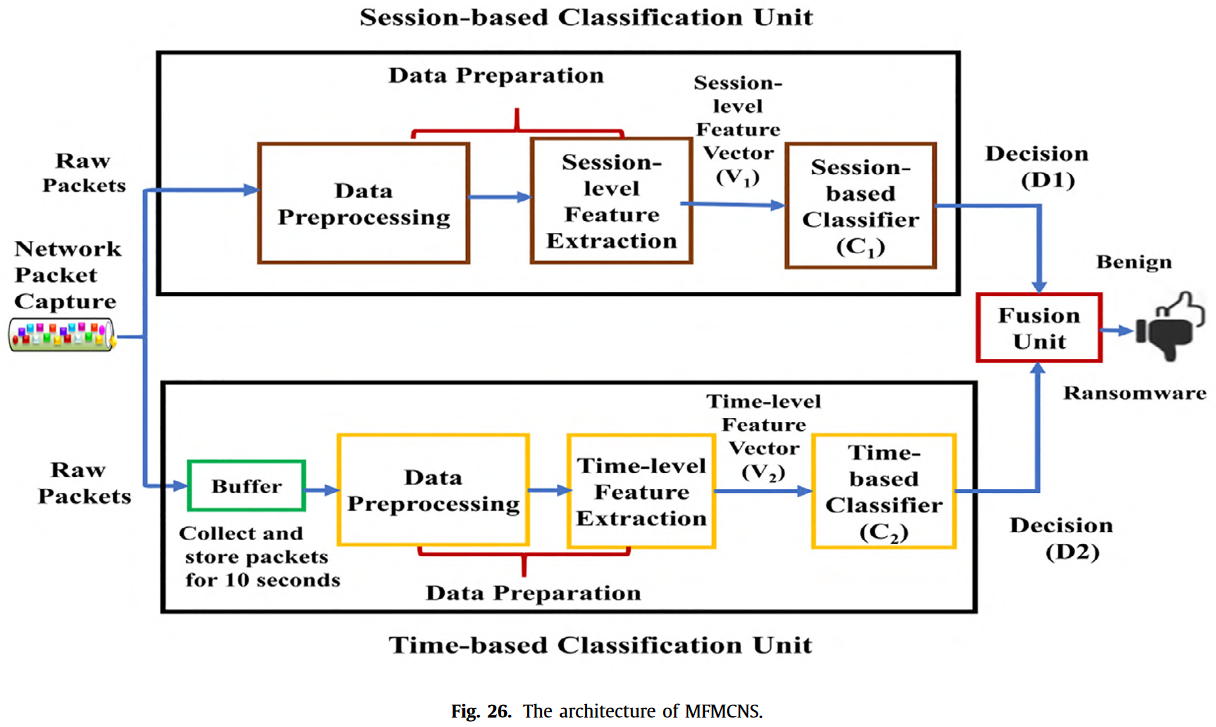 Session-based Classification Unit
Data Preparation
Session-
level
Feature
Vector
(V₁)
Raw
Packets
Data
Preprocessing
Session-
level
Feature
Extraction
Session-
based
Classifier
(C₁)
Decision
(D1)
Network
Packet
Capture
Benign
Fusion
Unit
Ransomware
Raw
Packets
Buffer
Collect and
store packets
for 10 seconds
Data
Preprocessing
Time-level
Feature
Extraction
Time-level
Feature
Vector
(V₂)
Time-
based
Classifier
(C₂)
Decision
(D2)
Data Preparation
Time-based Classification Unit
Fig. 26. The architecture of MFMCNS.